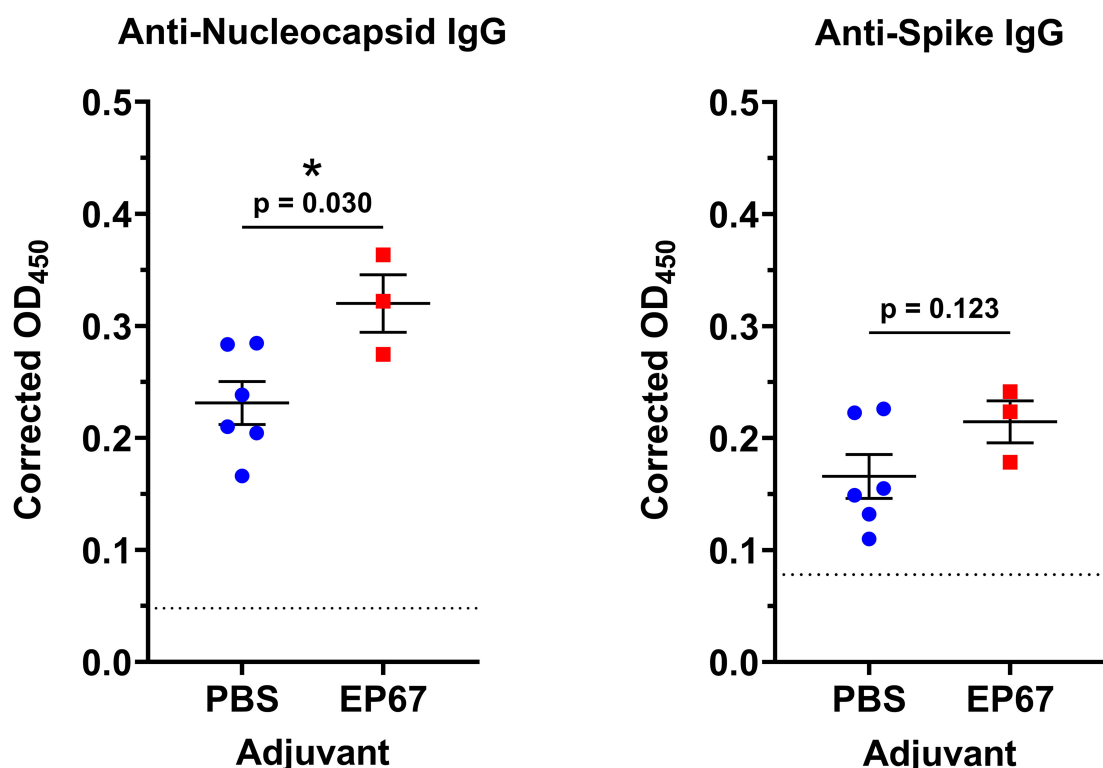 Anti-Nucleocapsid IgG
0.5
0.4
0.3
0.2
0.1
0.0
Corrected OD450
*
p = 0.030
PBS EP67
Adjuvant
Anti-Spike IgG
0.5
0.4
0.3
0.2
0.1
0.0
Corrected OD450
p = 0.123
PBS EP67
Adjuvant